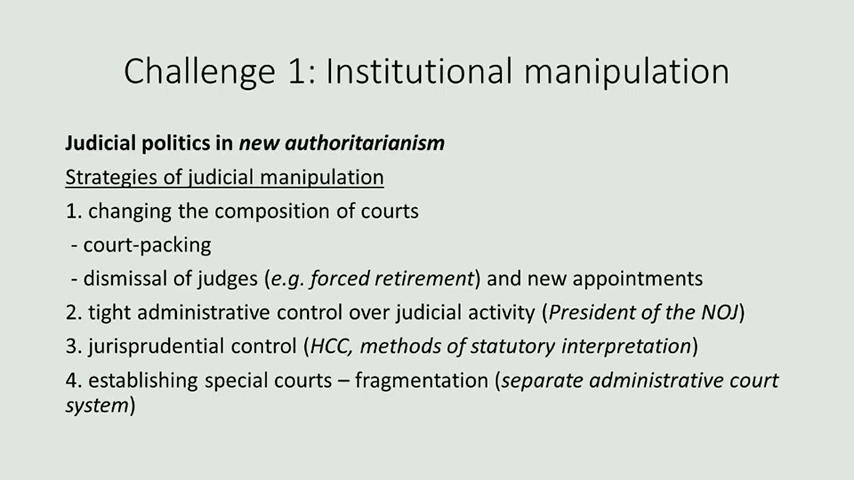 Challenge 1: Institutional manipulation
Judicial politics in new authoritarianism
Strategies of judicial manipulation
1. changing the composition of courts
- court-packing
- dismissal of judges (e.g. forced retirement) and new appointments
2. tight administrative control over judicial activity (President of the NOJ)
3. jurisprudential control (HCC, methods of statutory interpretation)
4. establishing special courts – fragmentation (separate administrative court
system)